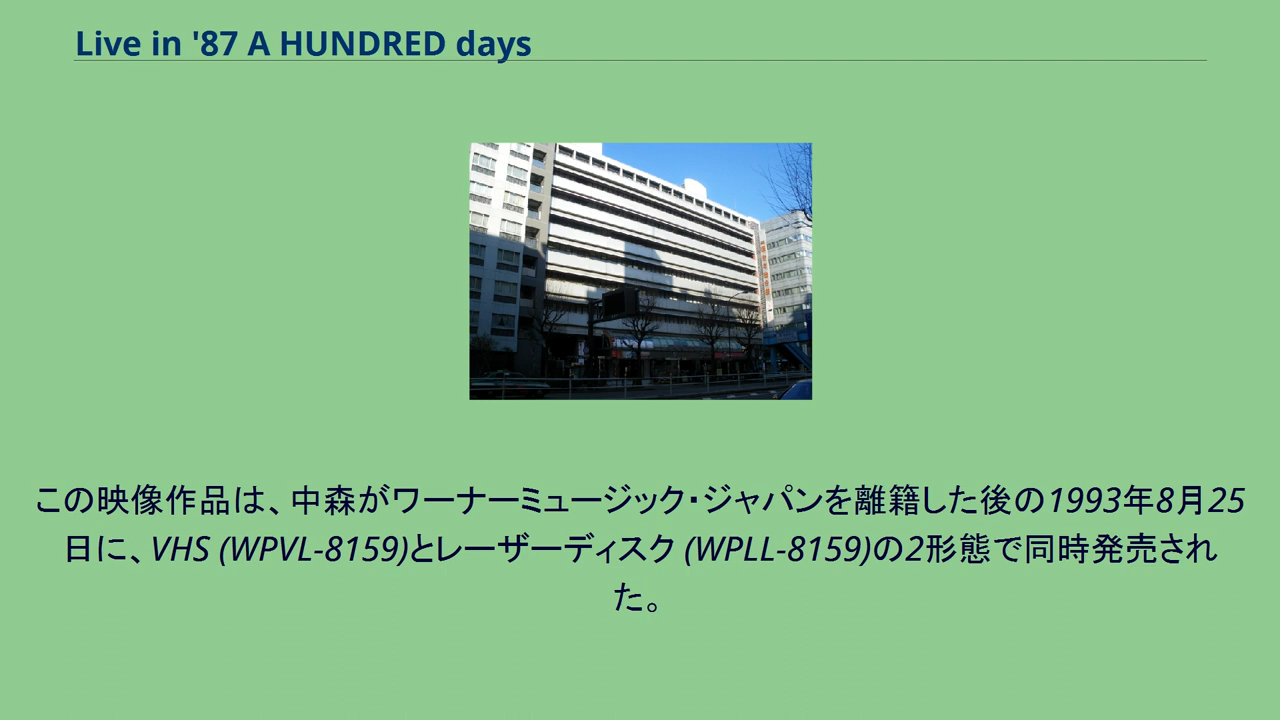 Live in '87 A HUNDRED days
この映像作品は、中森がワーナーミュージック・ジャパンを離籍した後の1993年8月25
日に、VHS (WPVL-8159)とレーザーディスク (WPLL-8159)の2形態で同時発売され
た。